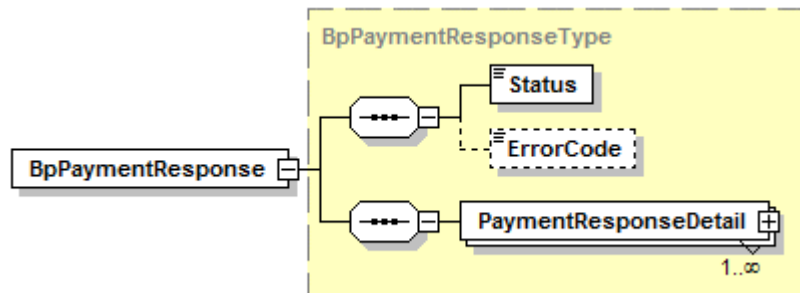 BpPaymentResponseType
Status
BpPaymentResponse
ErrorCode
PaymentResponseDetail
1..∞